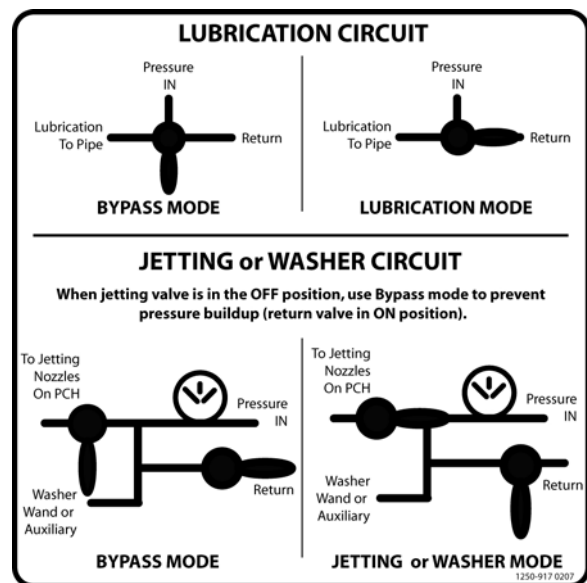 LUBRICATION CIRCUIT
Pressure
IN
Lubrication
To Pipe
Return
BYPASS MODE
Pressure
IN
Lubrication
To Pipe
Return
LUBRICATION MODE
JETTING or WASHER CIRCUIT
When jetting valve is in the OFF position, use Bypass mode to prevent
pressure buildup (return valve in ON position).
To Jetting
Nozzles
On PCH
Pressure
IN
Washer
Wand or
Auxiliary
Return
BYPASS MODE
To Jetting
Nozzles
On PCH
Pressure
IN
Washer
Wand or
Auxiliary
Return
JETTING or WASHER MODE
1250-917 0207